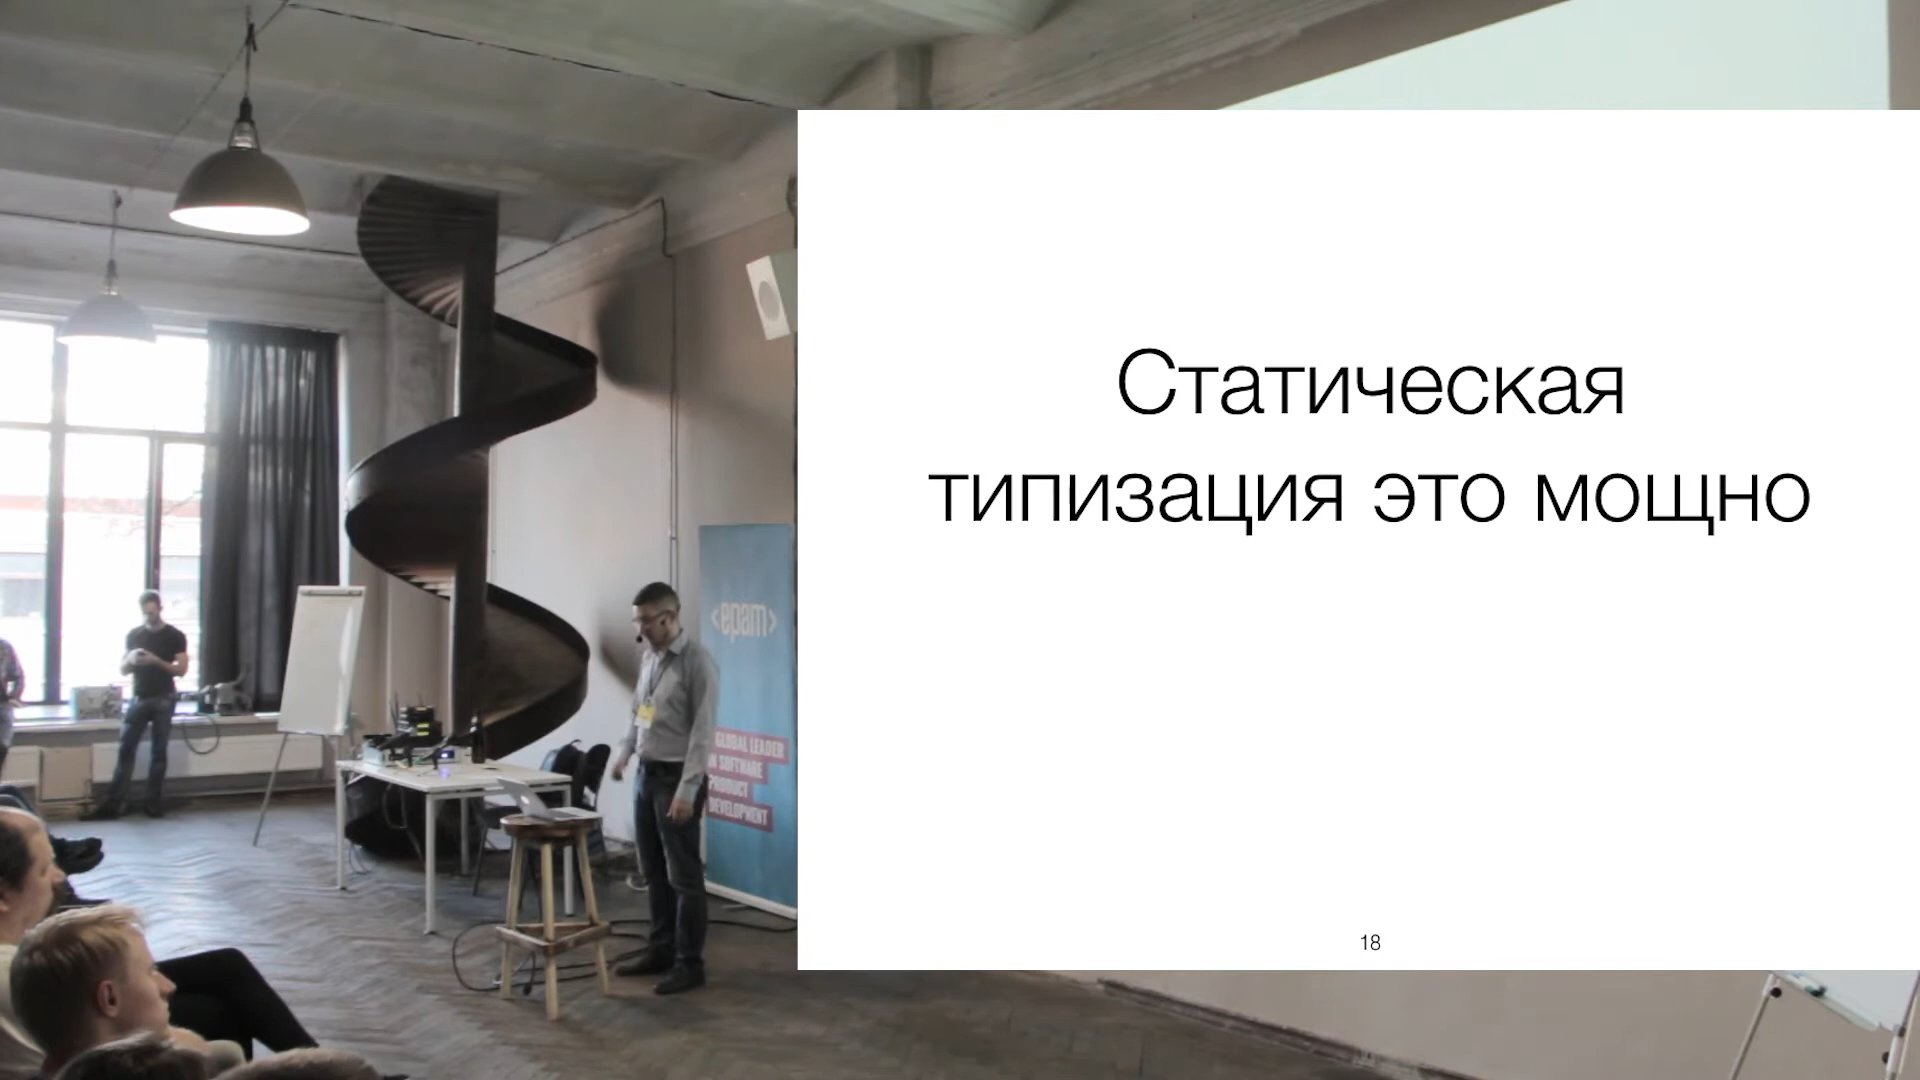 Статическая
типизация это мощно
18
<epam>
GLOBAL LEADER
IN SOFTWARE
PRODUCT
DEVELOPMENT